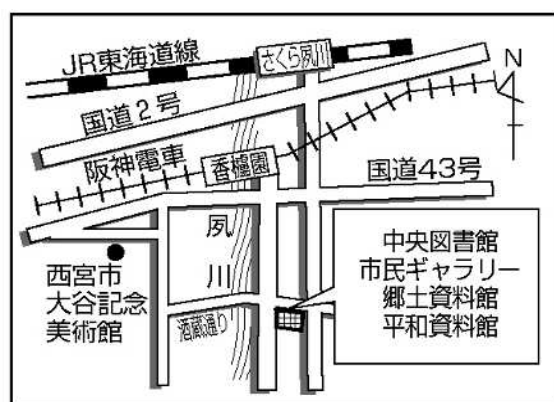 JR東海道線
さくら夙川
N
国道2号
阪神電車
香櫨園
国道43号
夙川
西宮市
大谷記念
美術館
酒蔵通り
中央図書館
市民ギャラリー
郷土資料館
平和資料館